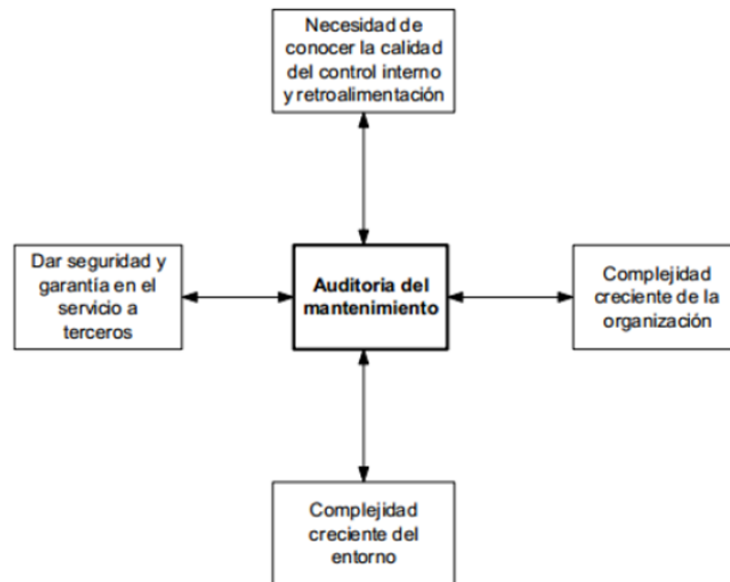 Necesidad de
conocer la calidad
del control interno
y retroalimentación
Dar seguridad y
garantía en el
servicio a
terceros
Auditoria del
mantenimiento
Complejidad
creciente de la
organización
Complejidad
creciente del
entorno